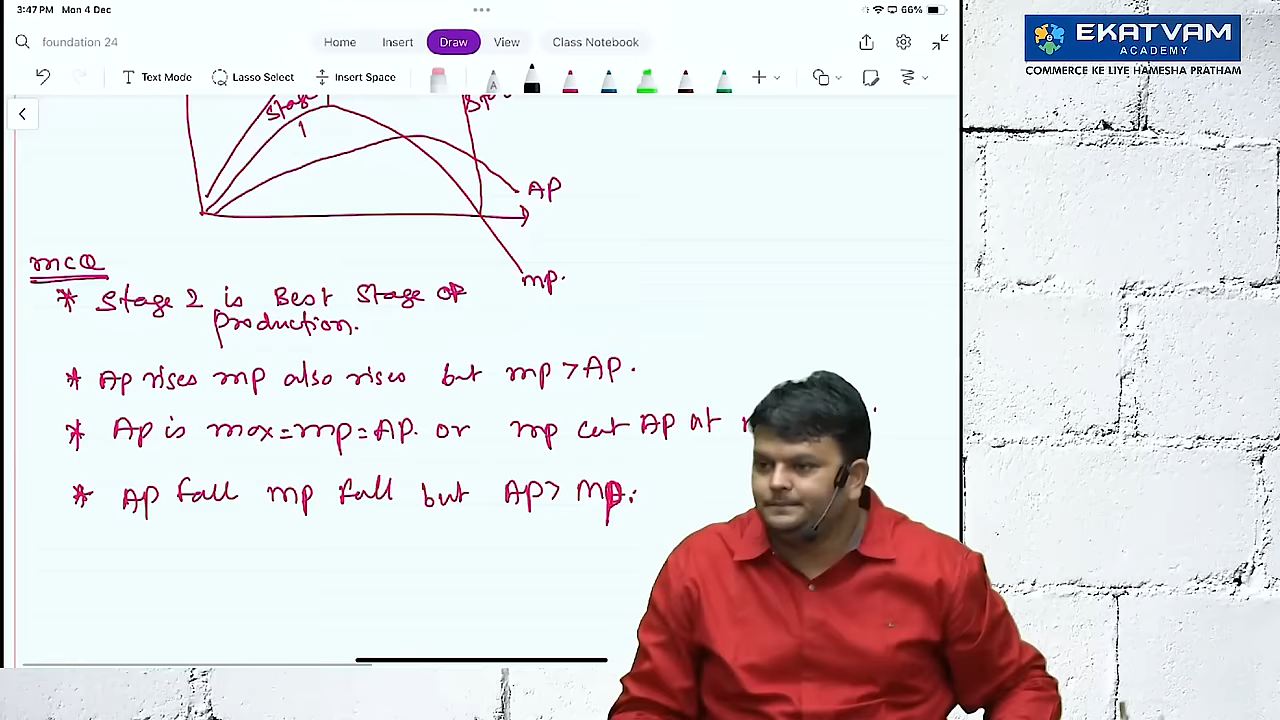 3:47 PM Mon 4 Dec
66%
EKATVAM
ACADEMY
COMMERCE KE LIYE HAMESHA PRATHAM
foundation 24
Home Insert Draw View Class Notebook
Text Mode Lasso Select Insert Space
Stage
1
AP
MP.
MCQ
* Stage 2 is Best Stage of
production.
* AP rises MP also rises but MP > AP.
* AP is max = MP = AP. or MP cut AP at
* AP fall MP fall but AP > MP.